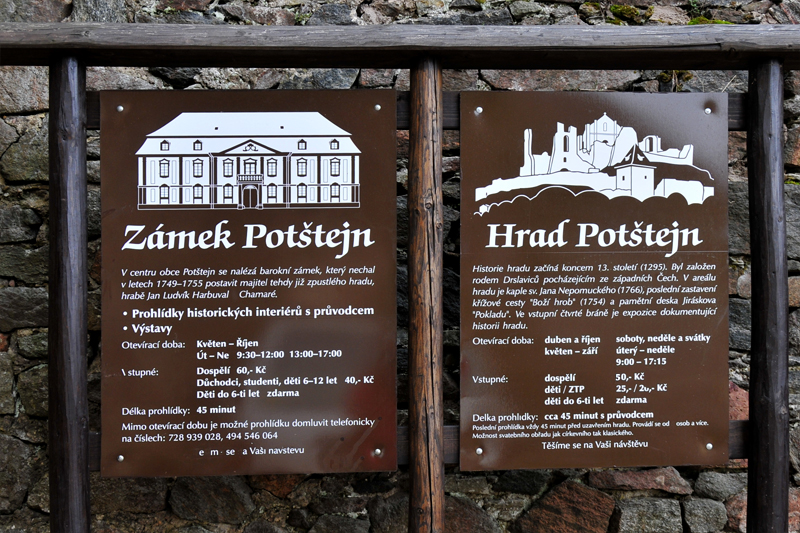 Zámek Potštejn
V centru obce Potštejn se nalézá barokní zámek, který nechal
v letech 1749–1755 postavit majitel tehdy již zpustlého hradu,
hrabě Jan Ludvík Harbuval Chamaré.
• Prohlídky historických interiérů s průvodcem
• Výstavy
Otevírací doba: Květen – Říjen
Út – Ne 9:30–12:00 13:00–17:00
stupné: Dospělí 60,- Kč
Důchodci, studenti, děti 6–12 let 40,- Kč
Děti do 6-ti let zdarma
Délka prohlídky: 45 minut
Mimo otevírací dobu je možné prohlídku domluvit telefonicky
na číslech: 728 939 028, 494 546 064
e m se a Vaši navstevu
Hrad Potštejn
Historie hradu začíná koncem 13. století (1295). Byl založen
rodem Drslaviců pocházejícím ze západních Čech. V areálu
hradu je kaple sv. Jana Nepomuckého (1766), poslední zastavení
křížové cesty "Boží hrob" (1754) a pamětní deska Jiráskova
"Pokladu". Ve vstupní čtvrté bráně je expozice dokumentující
historii hradu.
Otevírací doba: duben a říjen soboty, neděle a svátky
květen – září úterý – neděle
9:00 – 17:15
Vstupné: dospělí 50,- Kč
děti / ZTP 25,- / 20,- Kč
Děti do 6-ti let zdarma
Delka prohlıdky: cca 45 minut s průvodcem
Poslední prohlídka vždy 45 minut před uzavřením hradu. Provádí se od osob a více.
Možnost svatebního obřadu jak církevního tak klasického.
Těšíme se na Vaši návštěvu